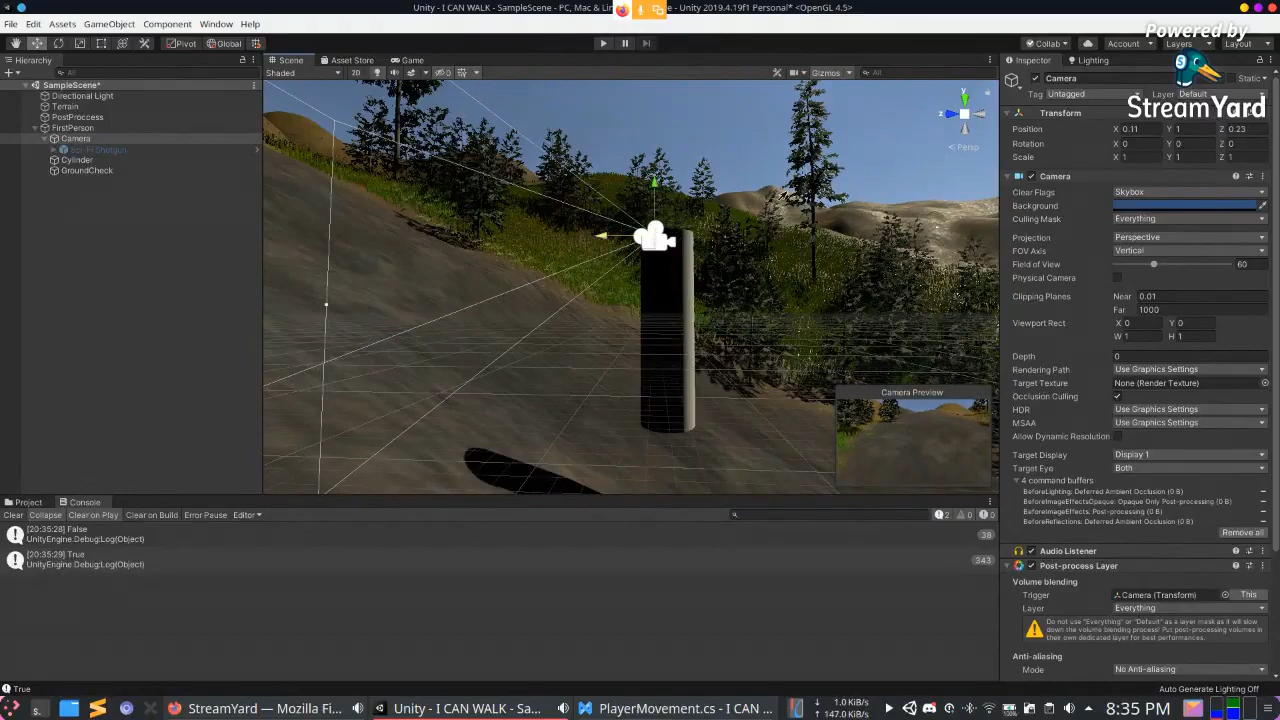 Unity - I CAN WALK - SampleScene - PC, Mac & Lin
- Unity 2019.4.19f1 Personal* <OpenGL 4.5>
File Edit Assets GameObject Component Window Help
Powered by
StreamYard
Pivot Global
Collab Account Layers Layout
Hierarchy
Scene Asset Store Game
Inspector Lighting
All
Shaded 2D 0 Gizmos All
Camera Static
Tag Untagged Layer Default
SampleScene*
Directional Light
Terrain
PostProccess
FirstPerson
Camera
Sci-Fi Shotgun
Cylinder
GroundCheck
y
z
Persp
Transform
Position X 0.11 Y 1 Z 0.23
Rotation X 0 Y 0 Z 0
Scale X 1 Y 1 Z 1
Camera
Clear Flags Skybox
Background
Culling Mask Everything
Projection Perspective
FOV Axis Vertical
Field of View 60
Physical Camera
Clipping Planes Near 0.01
Far 1000
Viewport Rect X 0 Y 0
W 1 H 1
Depth 0
Rendering Path Use Graphics Settings
Target Texture None (Render Texture)
Occlusion Culling
HDR Use Graphics Settings
MSAA Use Graphics Settings
Allow Dynamic Resolution
Target Display Display 1
Target Eye Both
4 command buffers
BeforeLighting: Deferred Ambient Occlusion (0 B)
BeforeImageEffectsOpaque: Opaque Only Post-processing (0 B)
BeforeImageEffects: Post-processing (0 B)
BeforeReflections: Deferred Ambient Occlusion (0 B)
Remove all
Audio Listener
Post-process Layer
Volume blending
Trigger Camera (Transform) This
Layer Everything
Do not use "Everything" or "Default" as a layer mask as it will slow
down the volume blending process! Put post-processing volumes in
their own dedicated layer for best performances.
Anti-aliasing
Mode No Anti-aliasing
Camera Preview
Project Console
Clear Collapse Clear on Play Clear on Build Error Pause Editor
2 0 0
[20:35:28] False
UnityEngine.Debug:Log(Object)
38
[20:35:29] True
UnityEngine.Debug:Log(Object)
343
True
Auto Generate Lighting Off
StreamYard — Mozilla Fi...
Unity - I CAN WALK - Sa...
PlayerMovement.cs - I CAN ...
1.0 KiB/s
147.0 KiB/s
100%
8:35 PM